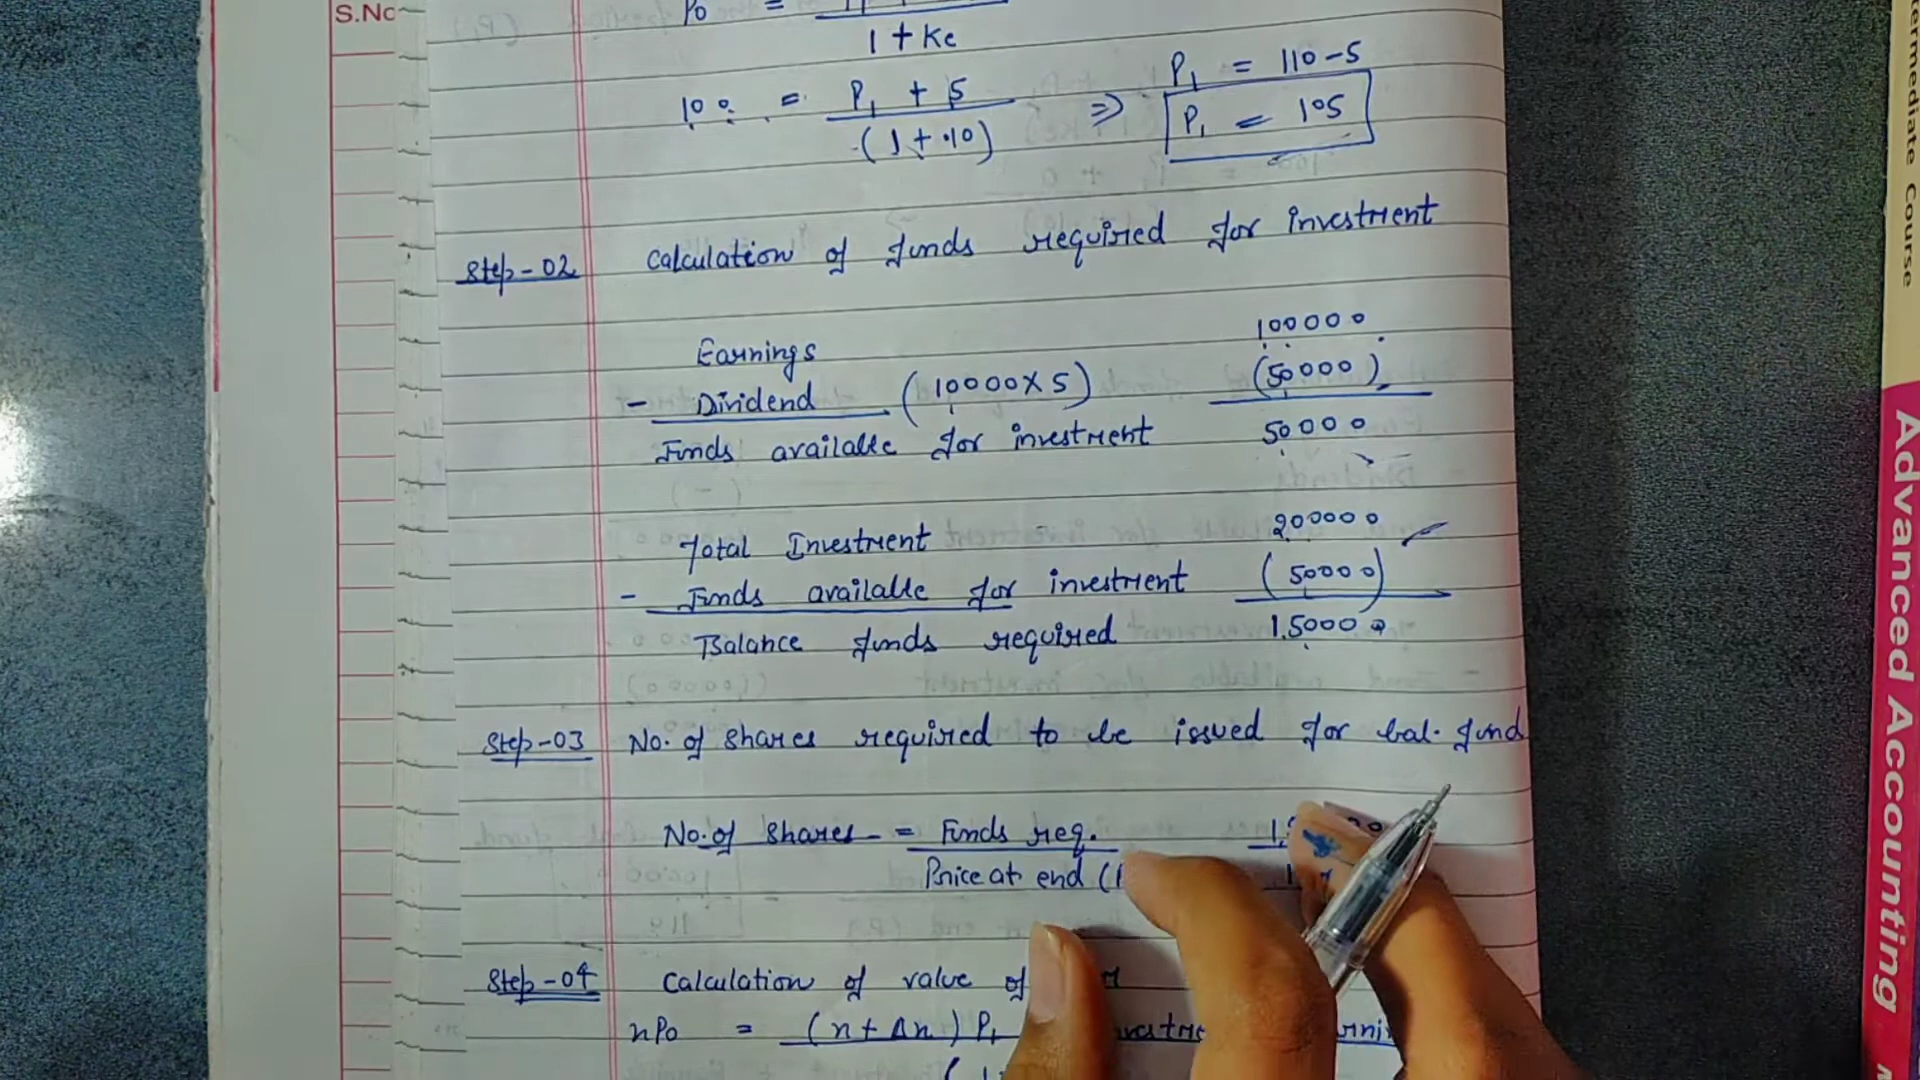 S.No
P0 =
1 + Ke
100 = P1 + 5 ⇒ P1 = 110-5
(1 + .10) P1 = 105
Step-02 Calculation of funds required for investment
Earnings 100000
- Dividend (10000X5) (50000)
Funds available for investment 50000
Total Investment 200000
- Funds available for investment (50000)
Balance funds required 150000
Step-03 No. of shares required to be issued for bal. fund
No. of shares = Funds req.
Price at end (
Step-04 Calculation of value of
nP0 = (n + Δn) P1
Intermediate Course
Advanced Accounting